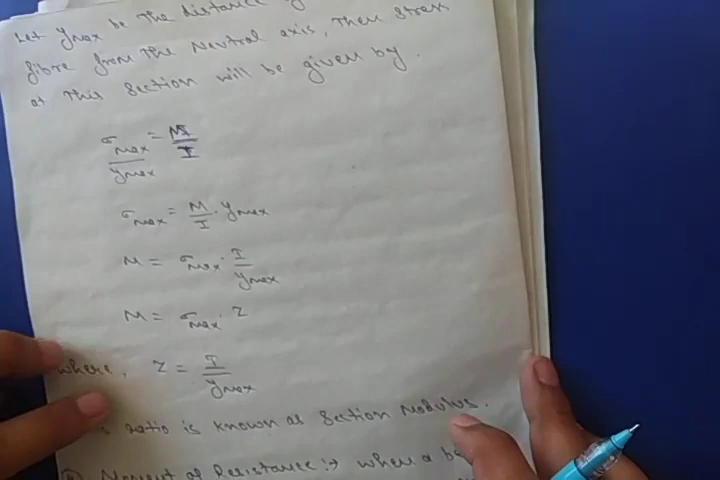 Let ymax be the distance
fibre from the Neutral axis, then stress
at this section will be given by.
σmax/ymax = M/I
σmax = M/I . ymax
M = σmax . I/ymax
M = σmax . Z
where, Z = I/ymax
ratio is known as Section Modulus.
Moment of Resistance :→ when a